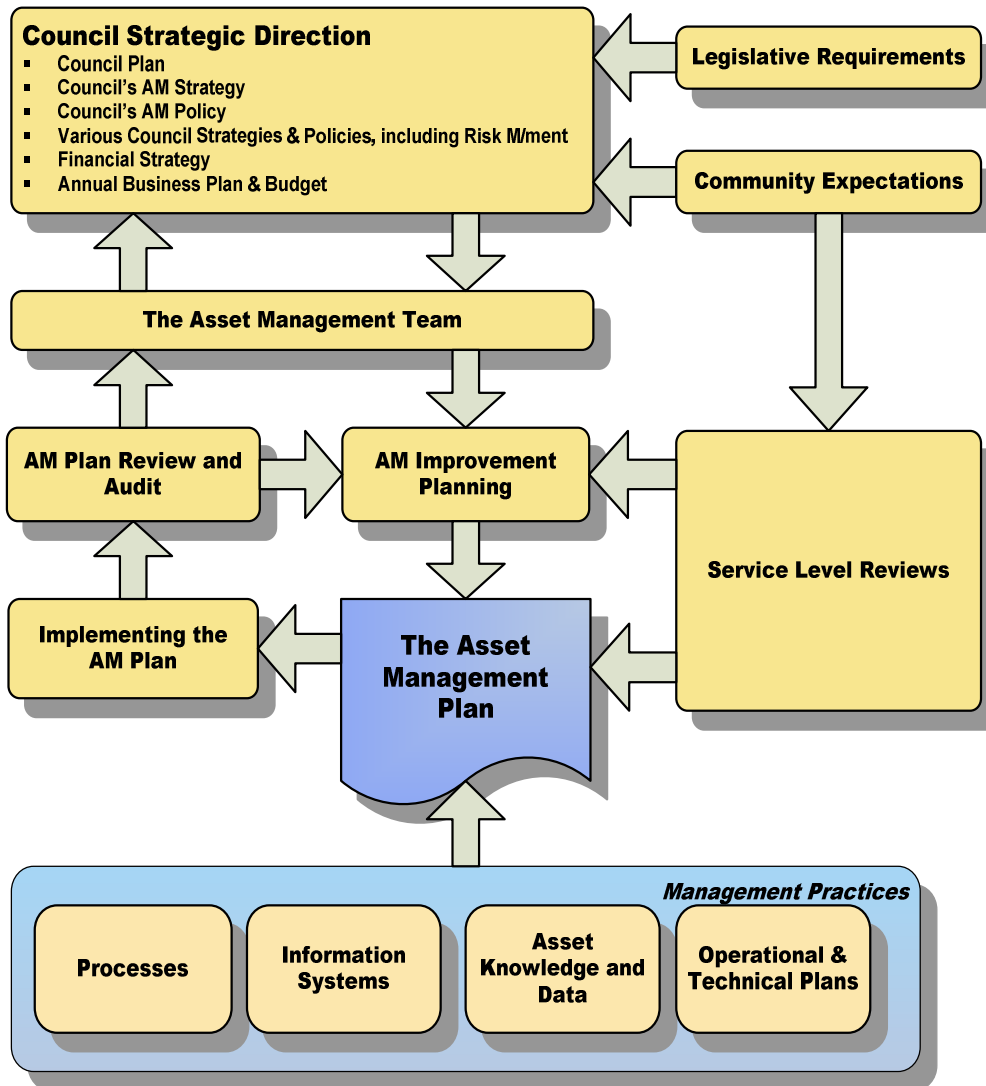 Council Strategic Direction
▪ Council Plan
▪ Council's AM Strategy
▪ Council's AM Policy
▪ Various Council Strategies & Policies, including Risk M/ment
▪ Financial Strategy
▪ Annual Business Plan & Budget
Legislative Requirements
Community Expectations
The Asset Management Team
AM Plan Review and
Audit
AM Improvement
Planning
Service Level Reviews
Implementing the
AM Plan
The Asset
Management
Plan
Management Practices
Processes
Information
Systems
Asset
Knowledge and
Data
Operational &
Technical Plans